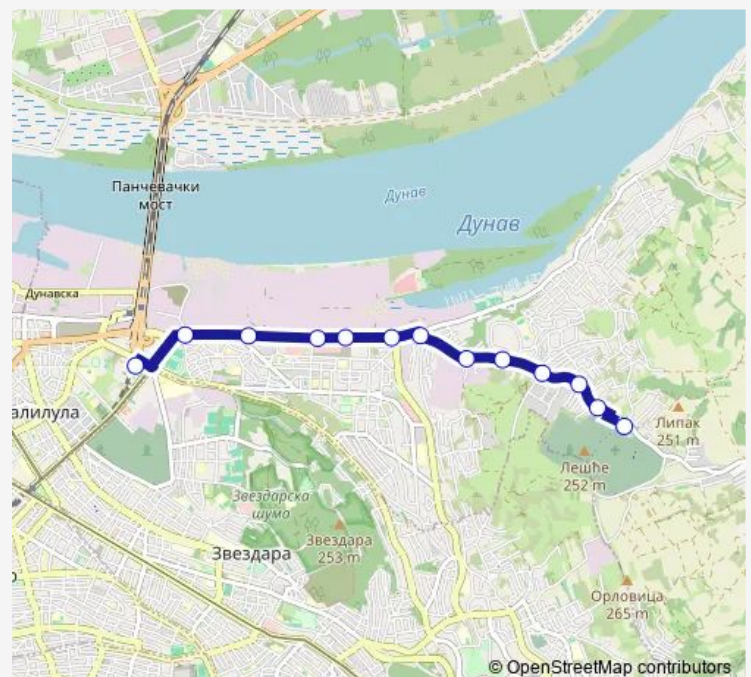 Панчевачки
мост
Дунав
Дунав
Дунавска
алилула
Липак
251 m
Лешће
252 m
Звездарска
шума
Звездара
253 m
Звездара
Орловица
265 m
о
© OpenStreetMap contributors